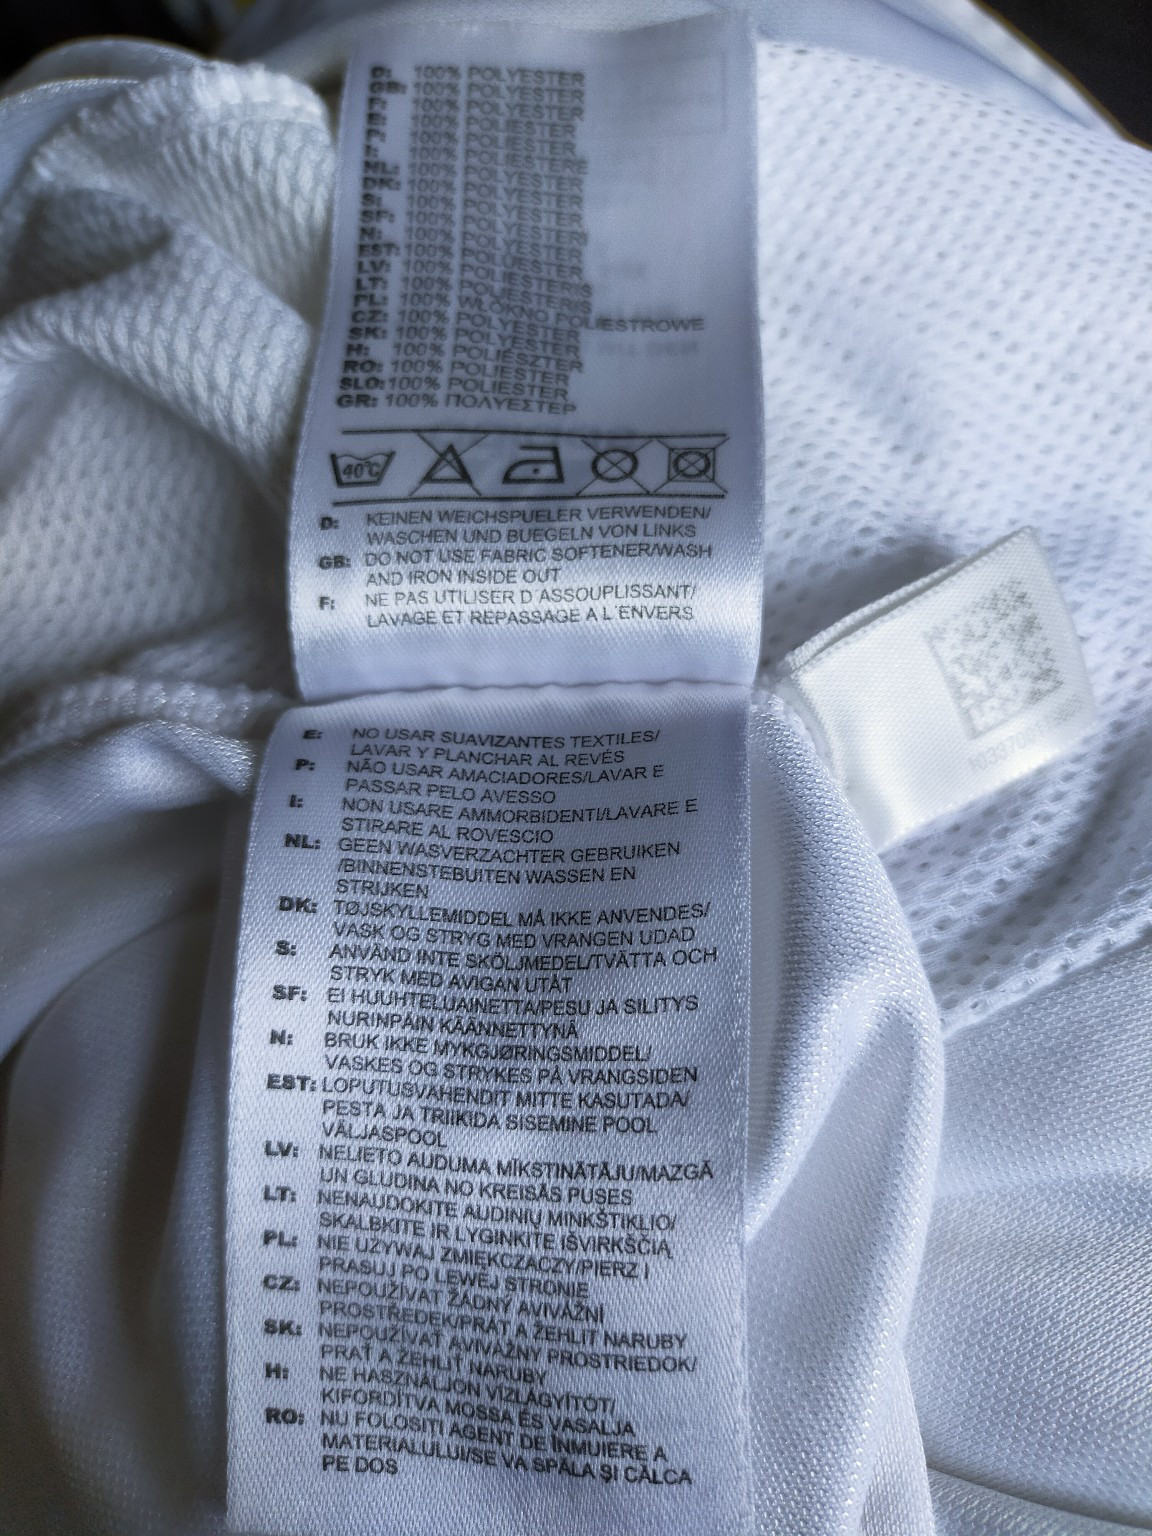 D: 100% POLYESTER
GB: 100% POLYESTER
F: 100% POLYESTER
E: 100% POLIESTER
P: 100% POLIESTER
I: 100% POLIESTERE
NL: 100% POLYESTER
DK: 100% POLYESTER
S: 100% POLYESTER
SF: 100% POLYESTERI
N: 100% POLYESTER
EST: 100% POLÜESTER
LV: 100% POLIESTERIS
LT: 100% POLIESTERIS
PL: 100% WŁÓKNO POLIESTROWE
CZ: 100% POLYESTER
SK: 100% POLYESTER
H: 100% POLIÉSZTER
RO: 100% POLIESTER
SLO: 100% POLIESTER
GR: 100% ΠΟΛΥΕΣΤΕΡ
40°C
D: KEINEN WEICHSPUELER VERWENDEN/
WASCHEN UND BUEGELN VON LINKS
GB: DO NOT USE FABRIC SOFTENER/WASH
AND IRON INSIDE OUT
F: NE PAS UTILISER D´ASSOUPLISSANT/
LAVAGE ET REPASSAGE A L´ENVERS
E: NO USAR SUAVIZANTES TEXTILES/
LAVAR Y PLANCHAR AL REVÉS
P: NÃO USAR AMACIADORES/LAVAR E
PASSAR PELO AVESSO
I: NON USARE AMMORBIDENTI/LAVARE E
STIRARE AL ROVESCIO
NL: GEEN WASVERZACHTER GEBRUIKEN
/BINNENSTEBUITEN WASSEN EN
STRIJKEN
DK: TØJSKYLLEMIDDEL MÅ IKKE ANVENDES/
VASK OG STRYG MED VRANGEN UDAD
S: ANVÄND INTE SKÖLJMEDEL/TVÄTTA OCH
STRYK MED AVIGAN UTÅT
SF: EI HUUHTELUAINETTA/PESU JA SILITYS
NURINPÄIN KÄÄNNETTYNÄ
N: BRUK IKKE MYKGJØRINGSMIDDEL/
VASKES OG STRYKES PÅ VRANGSIDEN
EST: LOPUTUSVAHENDIT MITTE KASUTADA/
PESTA JA TRIIKIDA SISEMINE POOL
VÄLJASPOOL
LV: NELIETO AUDUMA MĪKSTINĀTĀJU/MAZGĀ
UN GLUDINA NO KREISĀS PUSES
LT: NENAUDOKITE AUDINIŲ MINKŠTIKLIO/
SKALBKITE IR LYGINKITE IŠVIRKŠČIĄ
PL: NIE UŻYWAJ ZMIĘKCZACZY/PIERZ I
PRASUJ PO LEWEJ STRONIE
CZ: NEPOUŽÍVAT ŽÁDNÝ AVIVÁŽNÍ
PROSTŘEDEK/PRÁT A ŽEHLIT NARUBY
SK: NEPOUŽÍVAŤ AVIVÁŽNY PROSTRIEDOK/
PRAŤ A ŽEHLIŤ NARUBY
H: NE HASZNÁLJON VÍZLÁGYÍTÓT/
KIFORDÍTVA MOSSA ÉS VASALJA
RO: NU FOLOSIȚI AGENT DE ÎNMUIERE A
MATERIALULUI/SE VA SPĂLA ȘI CĂLCA
PE DOS